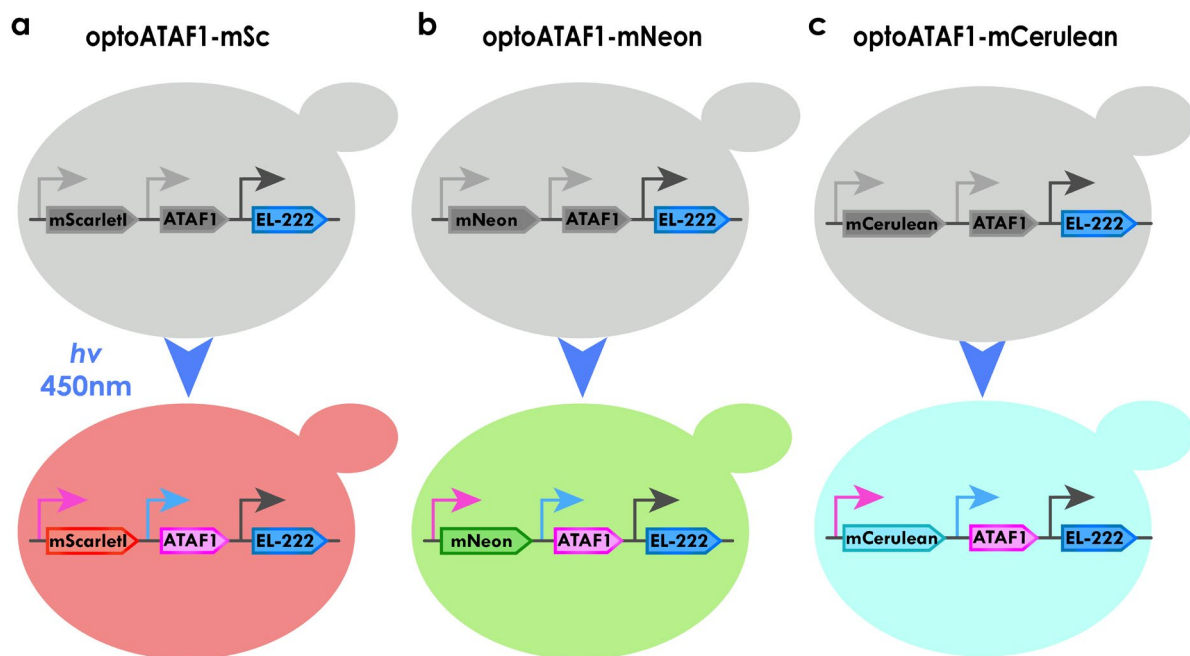 a optoATAF1-mSc
b optoATAF1-mNeon
c optoATAF1-mCerulean
mScarletI ATAF1 EL-222
mNeon ATAF1 EL-222
mCerulean ATAF1 EL-222
hv
450nm
mScarletI ATAF1 EL-222
mNeon ATAF1 EL-222
mCerulean ATAF1 EL-222